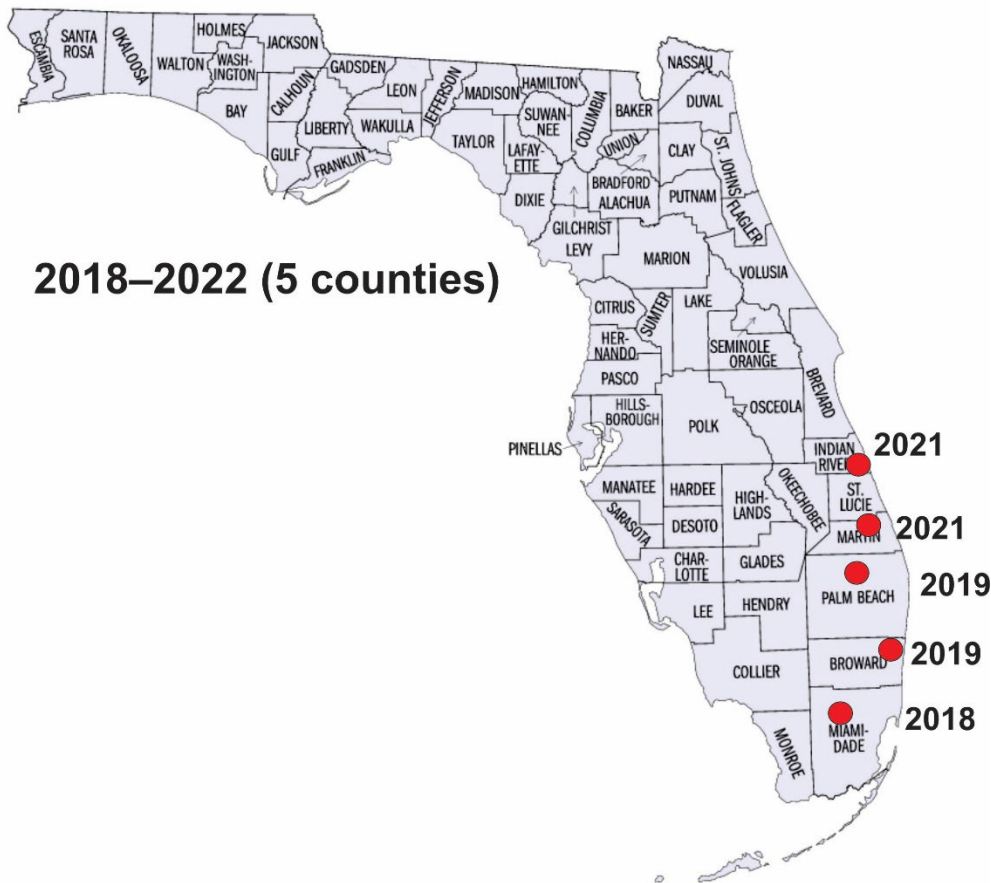 HOLMES
JACKSON
ESCAMBIA
SANTA
ROSA
OKALOOSA
WALTON
WASH-
INGTON
BAY
CALHOUN
GULF
LIBERTY
FRANKLIN
GADSDEN
LEON
WAKULLA
JEFFERSON
MADISON
TAYLOR
HAMILTON
SUWAN-
NEE
LAFAY-
ETTE
DIXIE
COLUMBIA
BAKER
UNION
BRADFORD
ALACHUA
GILCHRIST
LEVY
NASSAU
DUVAL
CLAY
ST. JOHNS
PUTNAM
FLAGLER
MARION
VOLUSIA
2018–2022 (5 counties)
CITRUS
SUMTER
LAKE
HER-
NANDO
SEMINOLE
ORANGE
PASCO
BREVARD
HILLS-
BOROUGH
PINELLAS
POLK
OSCEOLA
INDIAN
RIVER
2021
MANATEE
HARDEE
HIGH-
LANDS
OKEECHOBEE
ST.
LUCIE
SARASOTA
DESOTO
MARTIN
2021
CHAR-
LOTTE
GLADES
2019
LEE
HENDRY
PALM BEACH
COLLIER
BROWARD
2019
MONROE
MIAMI-
DADE
2018